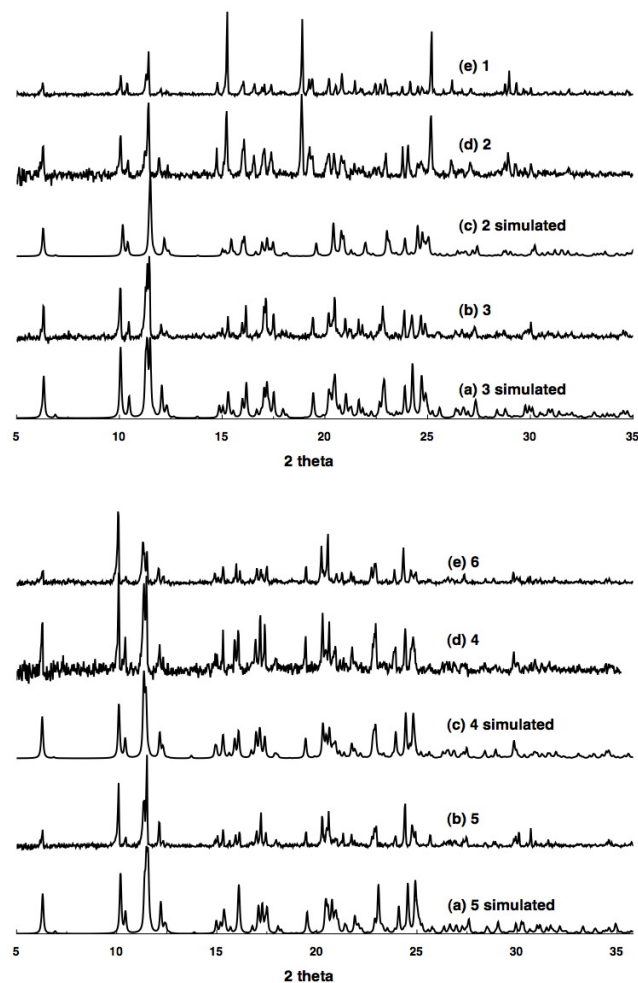 (e) 1
(d) 2
(c) 2 simulated
(b) 3
(a) 3 simulated
5 10 15 20 25 30 35
2 theta
(e) 6
(d) 4
(c) 4 simulated
(b) 5
(a) 5 simulated
5 10 15 20 25 30 35
2 theta